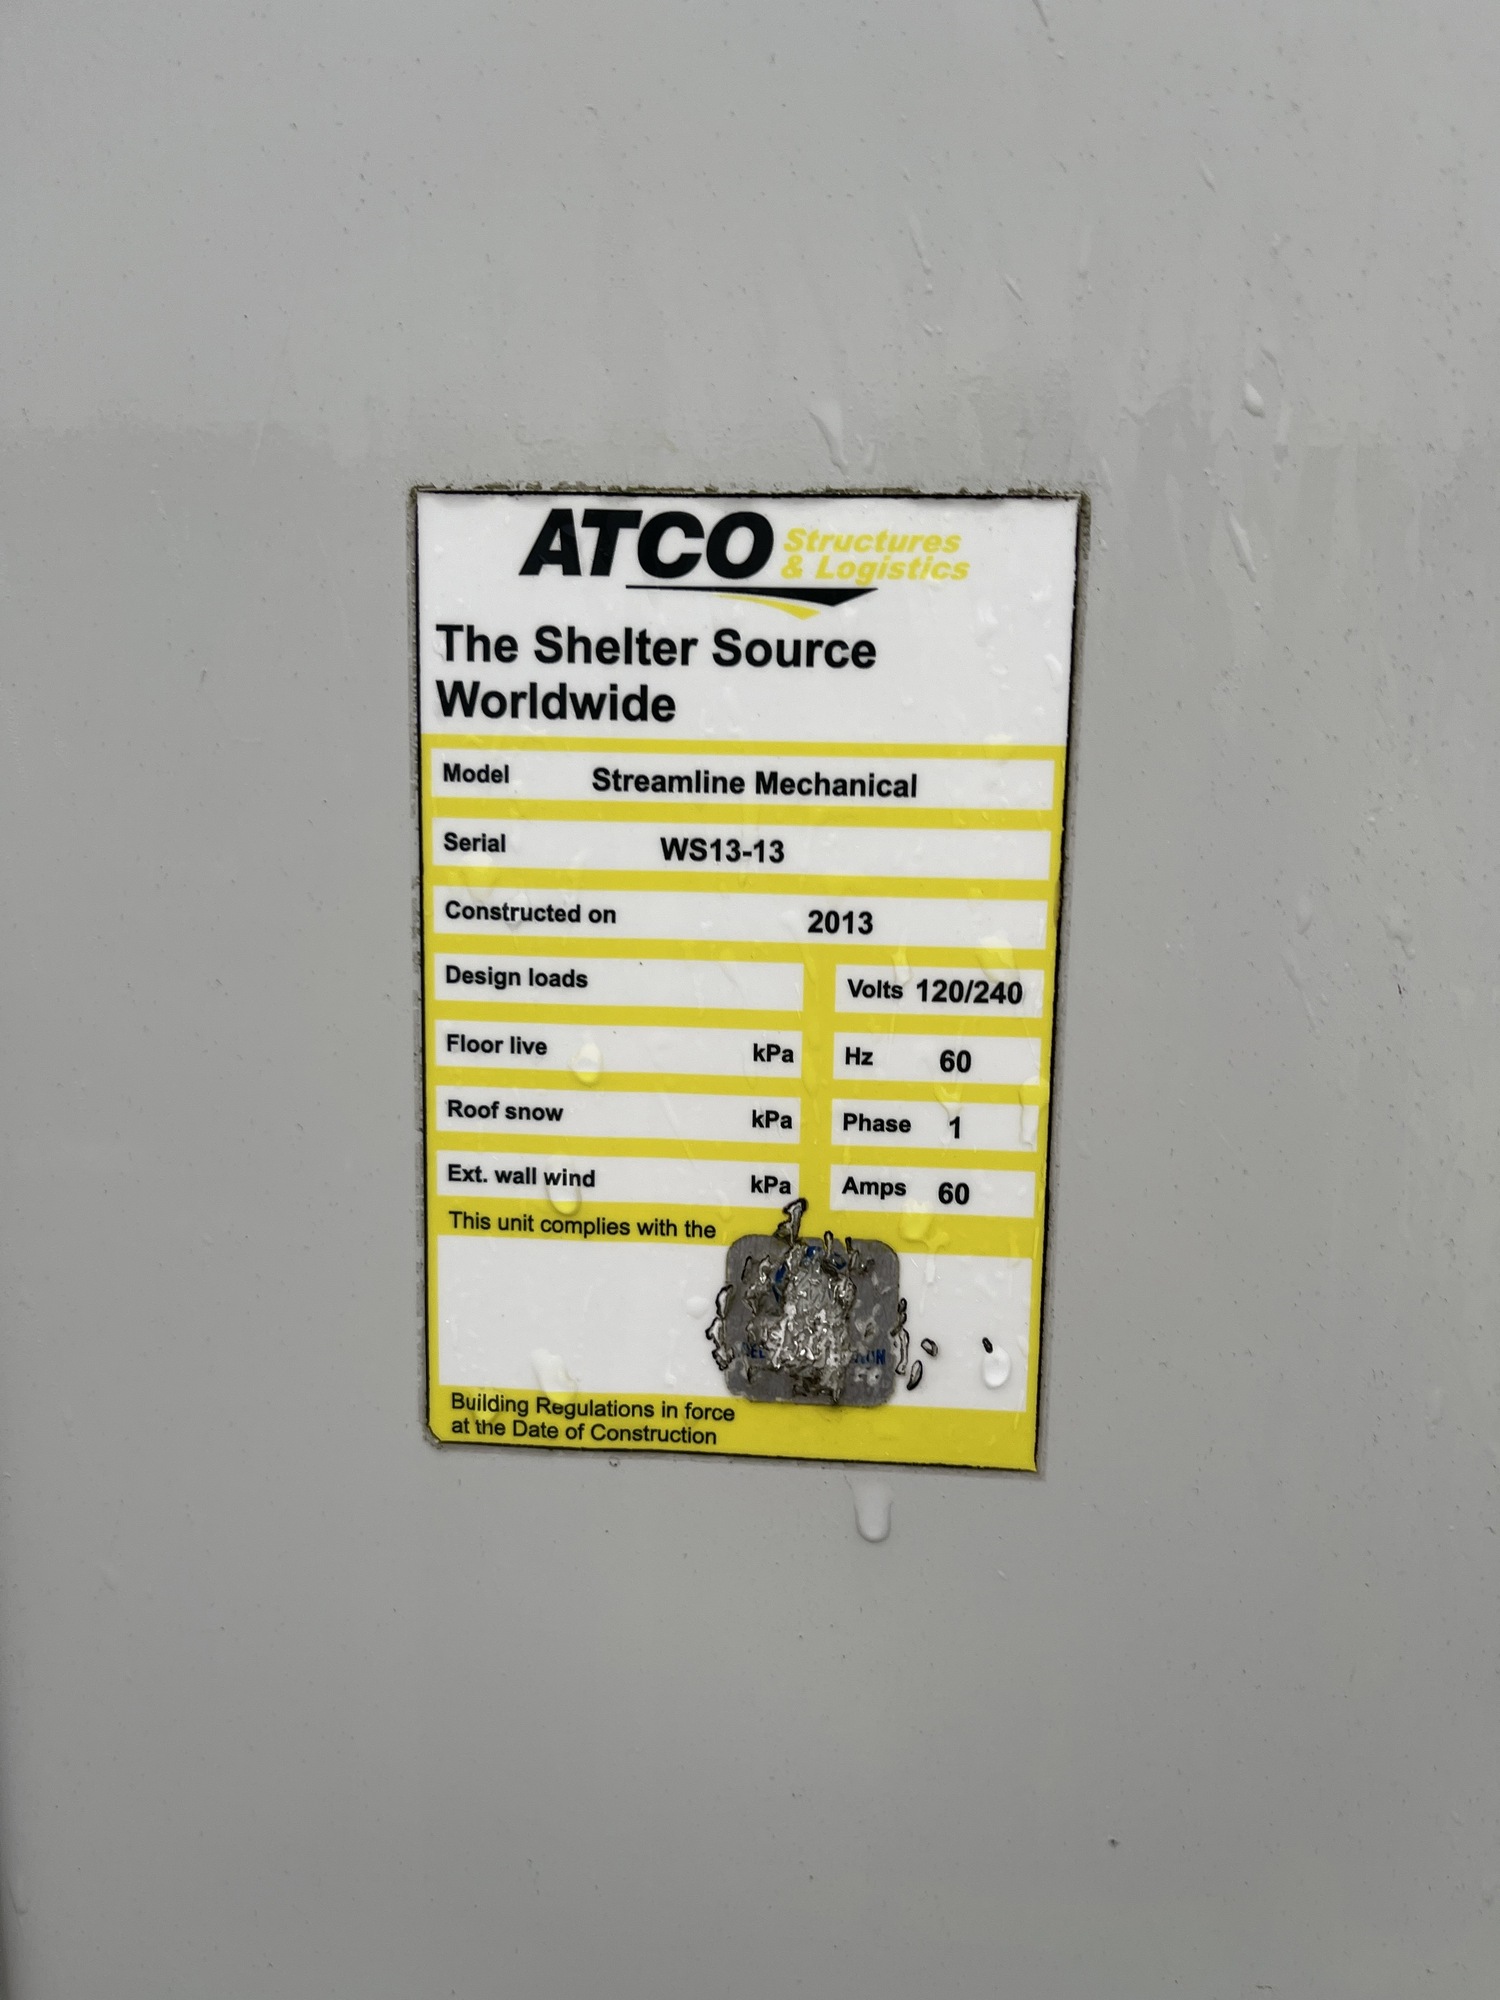 ATCO Structures
& Logistics
The Shelter Source
Worldwide
Model Streamline Mechanical
Serial WS13-13
Constructed on 2013
Design loads
Volts 120/240
Floor live kPa
Hz 60
Roof snow kPa
Phase 1
Ext. wall wind kPa
Amps 60
This unit complies with the
Building Regulations in force
at the Date of Construction